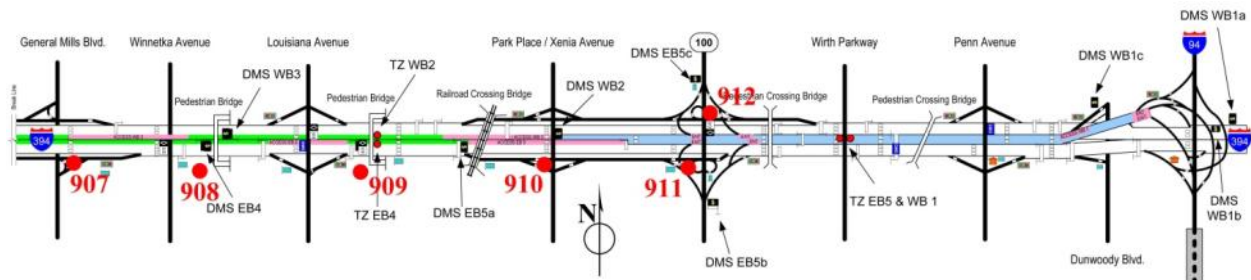 General Mills Blvd.
Winnetka Avenue
Louisiana Avenue
Park Place / Xenia Avenue
DMS EB5c
100
Wirth Parkway
Penn Avenue
94
DMS WB1a
DMS WB3
TZ WB2
DMS WB2
DMS WB1c
Break Line
Pedestrian Bridge
Pedestrian Bridge
Railroad Crossing Bridge
912
Pedestrian Crossing Bridge
Pedestrian Crossing Bridge
394
394
907
908
909
910
911
DMS EB4
TZ EB4
DMS EB5a
N
DMS EB5b
TZ EB5 & WB 1
DMS
WB1b
Dunwoody Blvd.